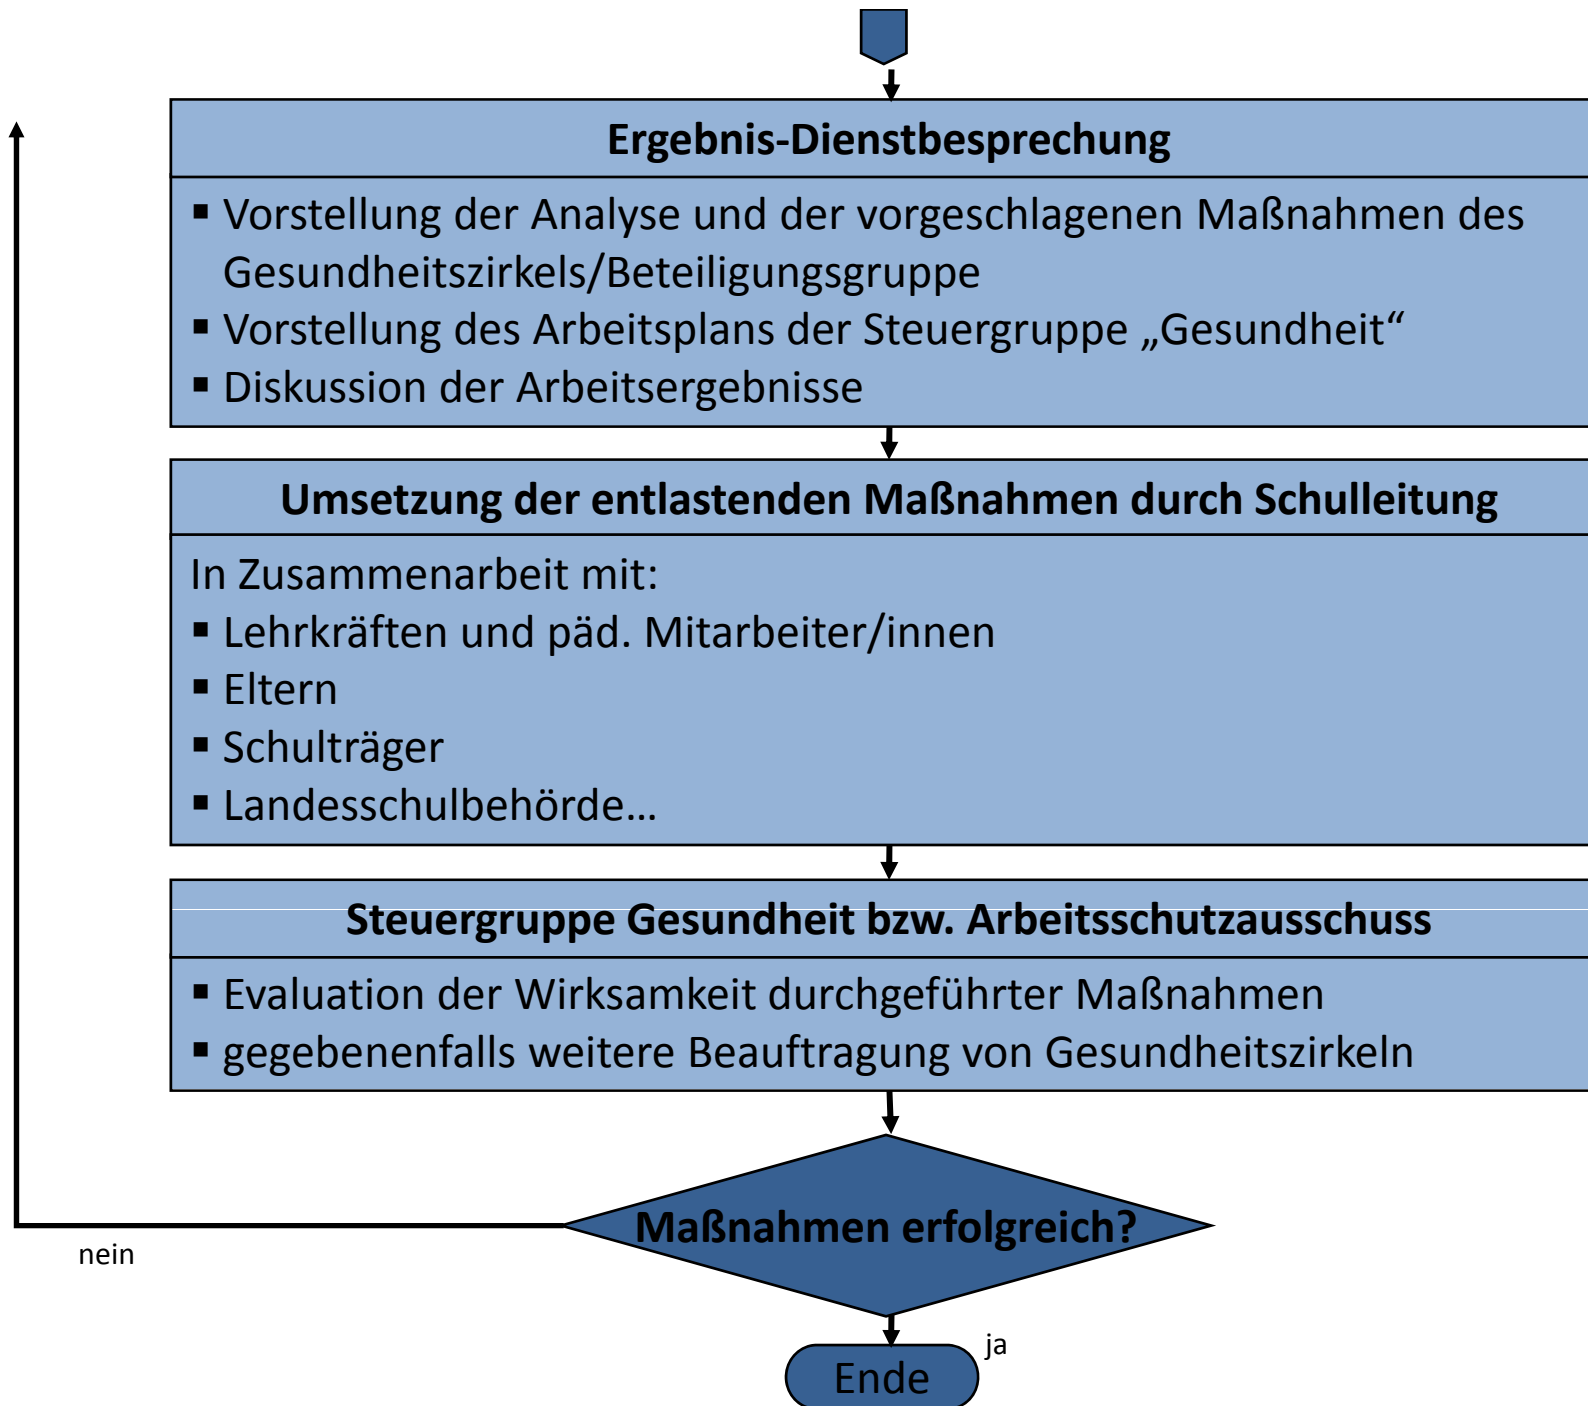 Ergebnis-Dienstbesprechung
▪ Vorstellung der Analyse und der vorgeschlagenen Maßnahmen des
Gesundheitszirkels/Beteiligungsgruppe
▪ Vorstellung des Arbeitsplans der Steuergruppe „Gesundheit“
▪ Diskussion der Arbeitsergebnisse
Umsetzung der entlastenden Maßnahmen durch Schulleitung
In Zusammenarbeit mit:
▪ Lehrkräften und päd. Mitarbeiter/innen
▪ Eltern
▪ Schulträger
▪ Landesschulbehörde…
Steuergruppe Gesundheit bzw. Arbeitsschutzausschuss
▪ Evaluation der Wirksamkeit durchgeführter Maßnahmen
▪ gegebenenfalls weitere Beauftragung von Gesundheitszirkeln
Maßnahmen erfolgreich?
nein
ja
Ende